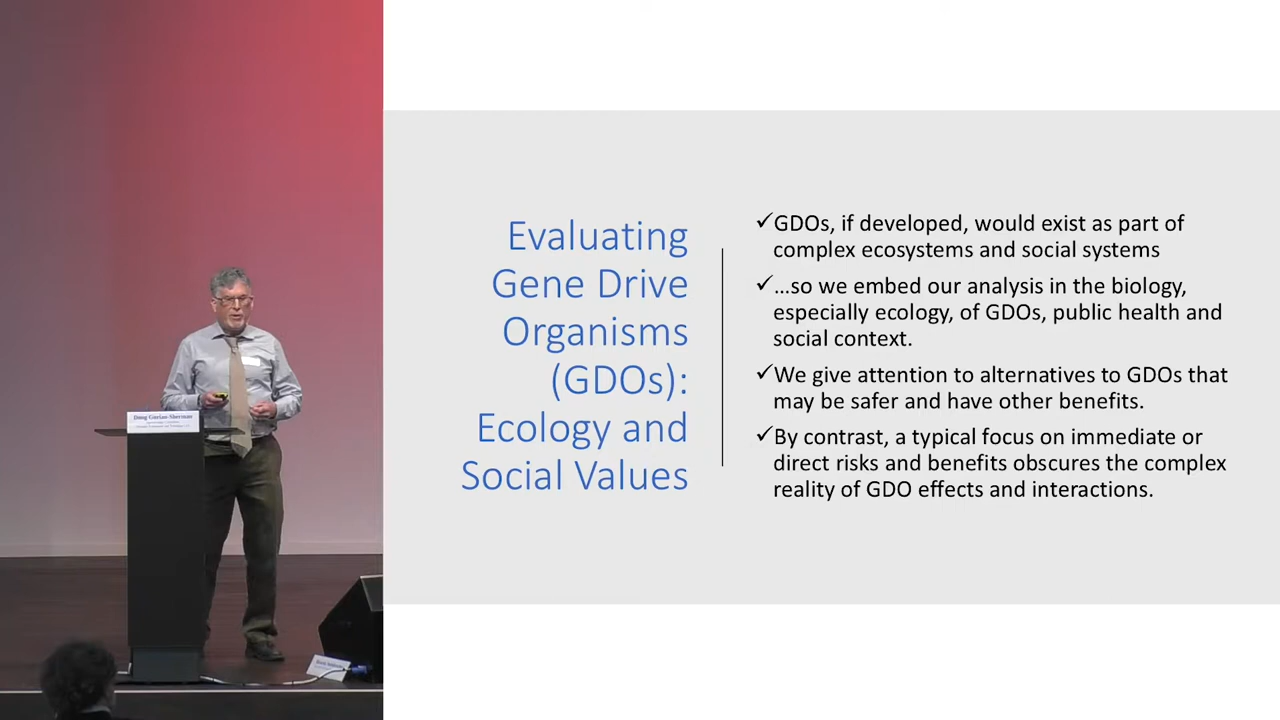 Evaluating
Gene Drive
Organisms
(GDOs):
Ecology and
Social Values
✓GDOs, if developed, would exist as part of
complex ecosystems and social systems
✓…so we embed our analysis in the biology,
especially ecology, of GDOs, public health and
social context.
✓We give attention to alternatives to GDOs that
may be safer and have other benefits.
✓By contrast, a typical focus on immediate or
direct risks and benefits obscures the complex
reality of GDO effects and interactions.
Doug Gurian-Sherman